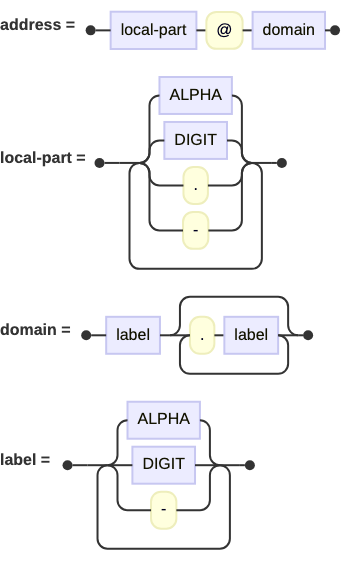 address = local-part @ domain
local-part = ALPHA
DIGIT
.
-
domain = label . label
label = ALPHA
DIGIT
-